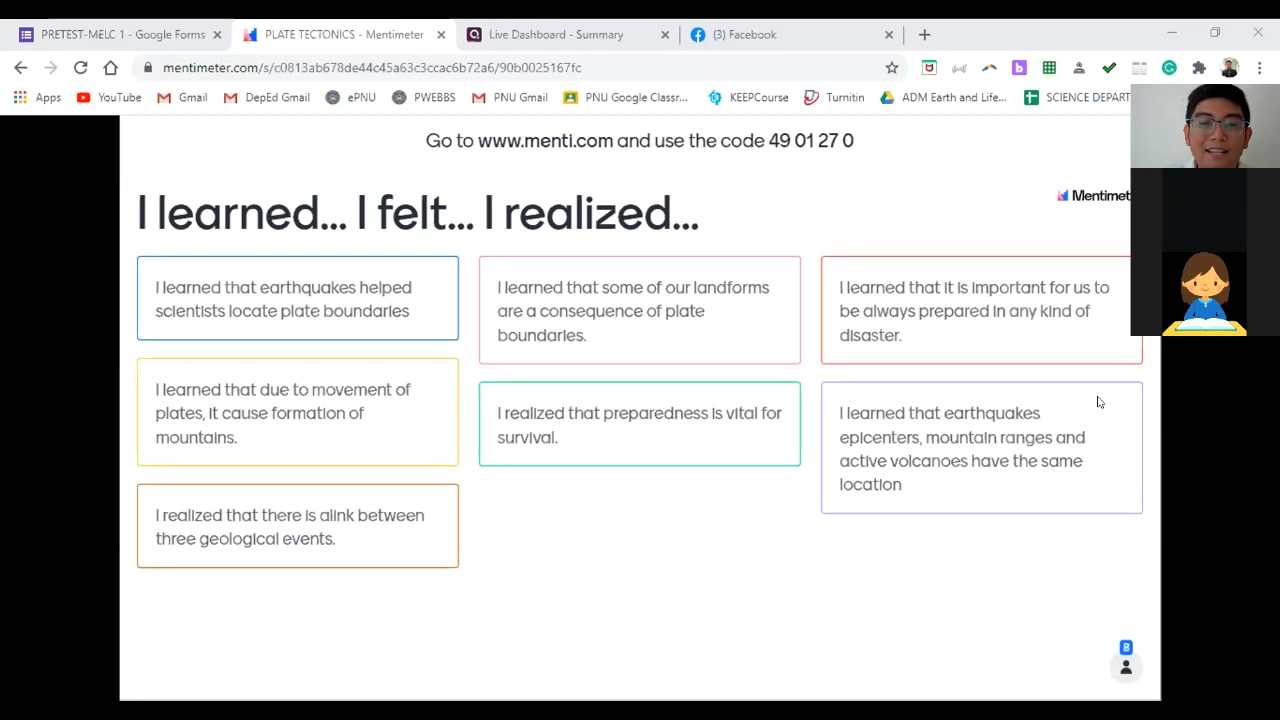 PRETEST-MELC 1 - Google Forms
PLATE TECTONICS - Mentimeter
Live Dashboard - Summary
(3) Facebook
mentimeter.com/s/c0813ab678de44c45a63c3ccac6b72a6/90b0025167fc
Apps
YouTube
Gmail
DepEd Gmail
ePNU
PWEBBS
PNU Gmail
PNU Google Classr...
KEEPCourse
Turnitin
ADM Earth and Life...
SCIENCE DEPART
Go to www.menti.com and use the code 49 01 27 0
I learned... I felt... I realized...
Mentimet
I learned that earthquakes helped
scientists locate plate boundaries
I learned that due to movement of
plates, it cause formation of
mountains.
I realized that there is alink between
three geological events.
I learned that some of our landforms
are a consequence of plate
boundaries.
I realized that preparedness is vital for
survival.
I learned that it is important for us to
be always prepared in any kind of
disaster.
I learned that earthquakes
epicenters, mountain ranges and
active volcanoes have the same
location